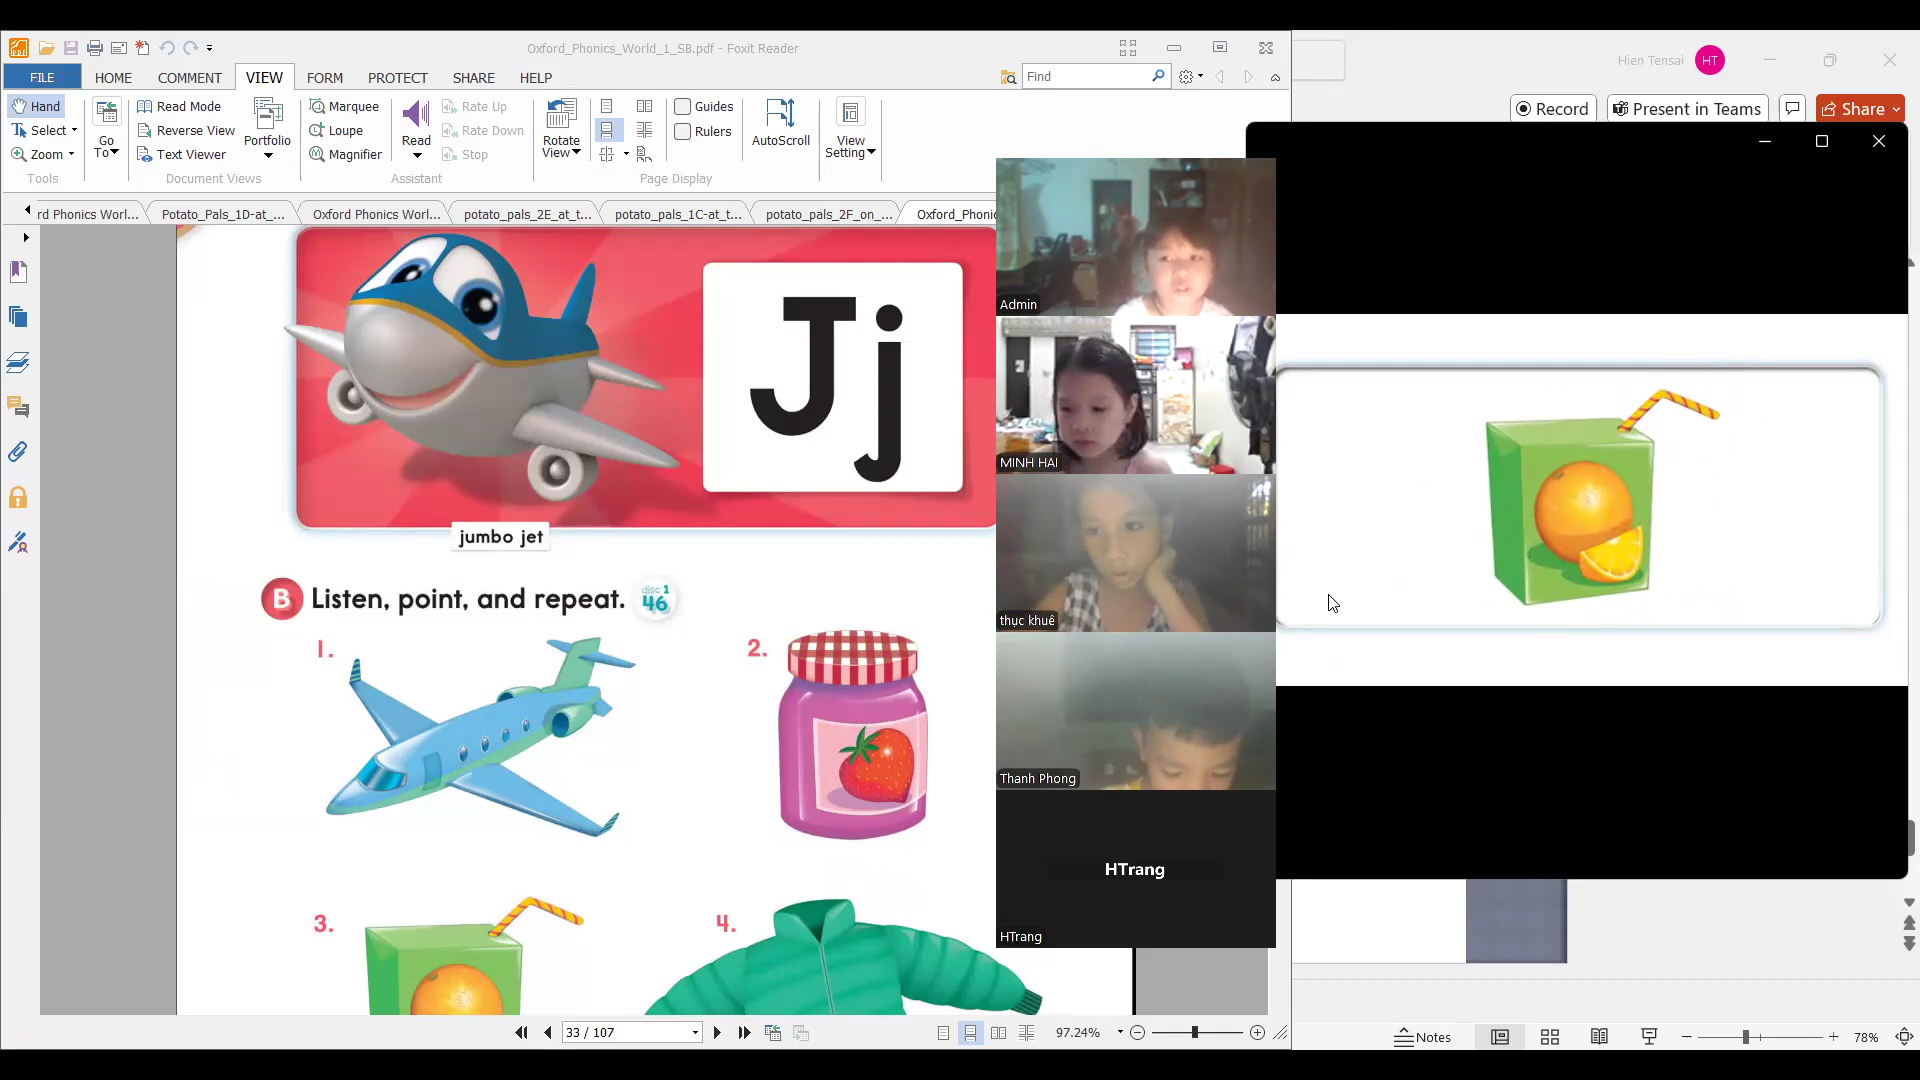 Oxford_Phonics_World_1_SB.pdf - Foxit Reader
Hien Tensai HT
FILE HOME COMMENT VIEW FORM PROTECT SHARE HELP Find
Record Present in Teams Share
Hand Select Zoom Tools
Go To
Read Mode Reverse View Text Viewer Portfolio Document Views
Marquee Loupe Magnifier Read Rate Up Rate Down Stop Assistant
Rotate View Guides Rulers Page Display
AutoScroll View Setting
rd Phonics Worl... Potato_Pals_1D-at_... Oxford Phonics Worl... potato_pals_2E_at_t... potato_pals_1C-at_t... potato_pals_2F_on_... Oxford_Phonic
Jj
jumbo jet
B Listen, point, and repeat. disc 1 46
1. 2.
3. 4.
Admin
MINH HAI
thục khuê
Thanh Phong
HTrang
HTrang
33 / 107 97.24%
Notes 78%